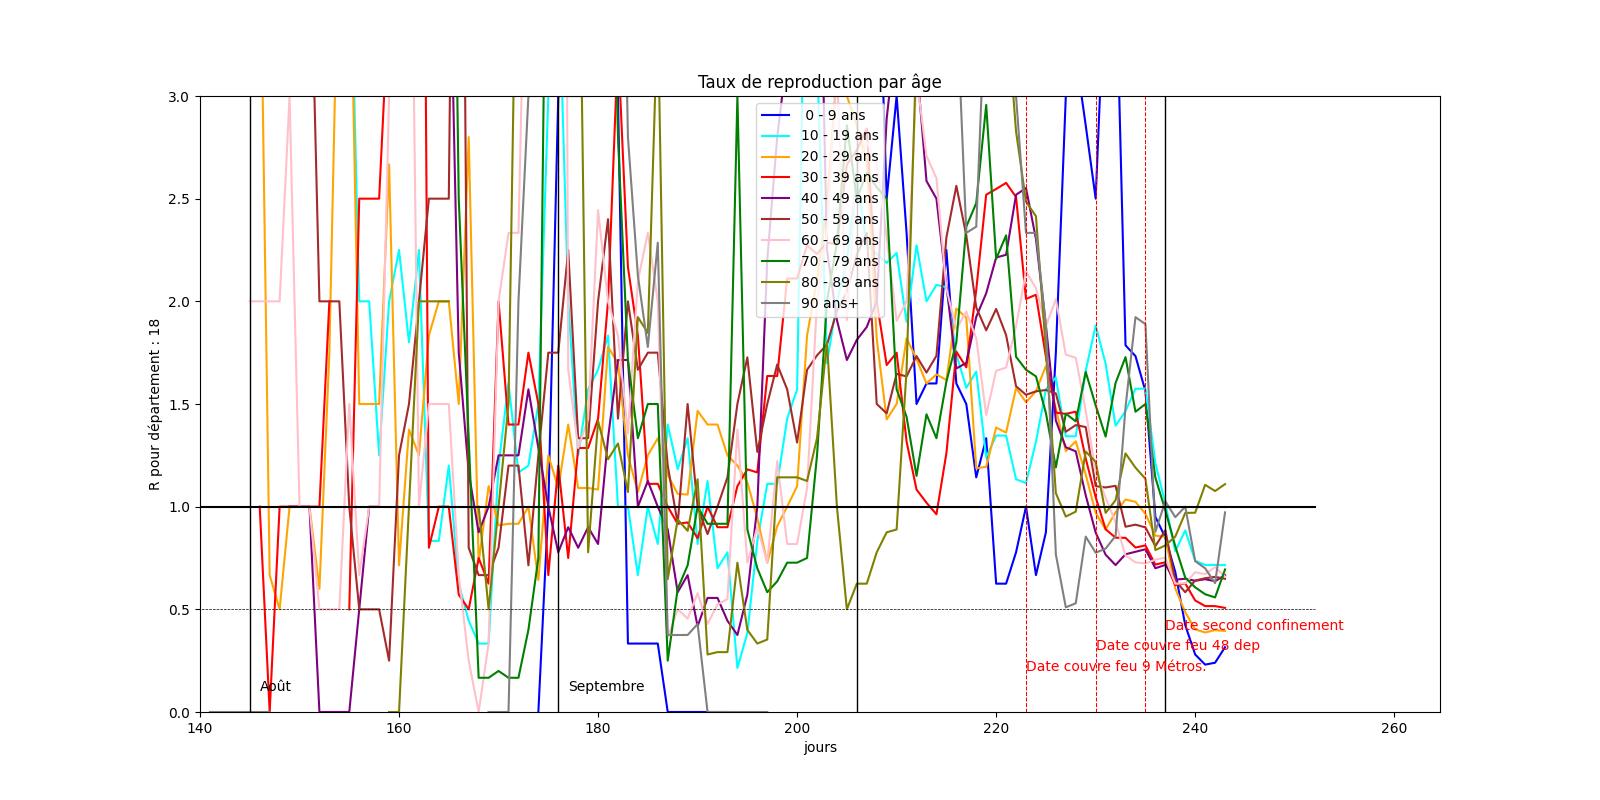 Taux de reproduction par âge
3.0
2.5
2.0
1.5
1.0
0.5
0.0
R pour département : 18
0 - 9 ans
10 - 19 ans
20 - 29 ans
30 - 39 ans
40 - 49 ans
50 - 59 ans
60 - 69 ans
70 - 79 ans
80 - 89 ans
90 ans+
Date second confinement
Date couvre feu 48 dep
Date couvre feu 9 Métros.
Août
Septembre
140 160 180 200 220 240 260
jours